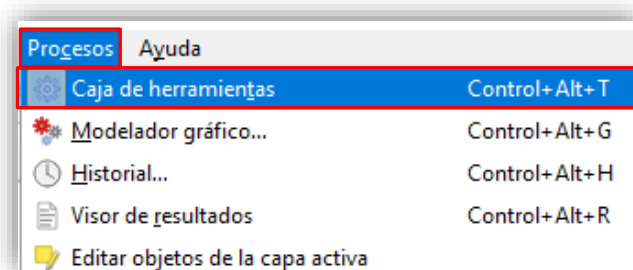 Procesos Ayuda
Caja de herramientas Control+Alt+T
Modelador gráfico... Control+Alt+G
Historial... Control+Alt+H
Visor de resultados Control+Alt+R
Editar objetos de la capa activa